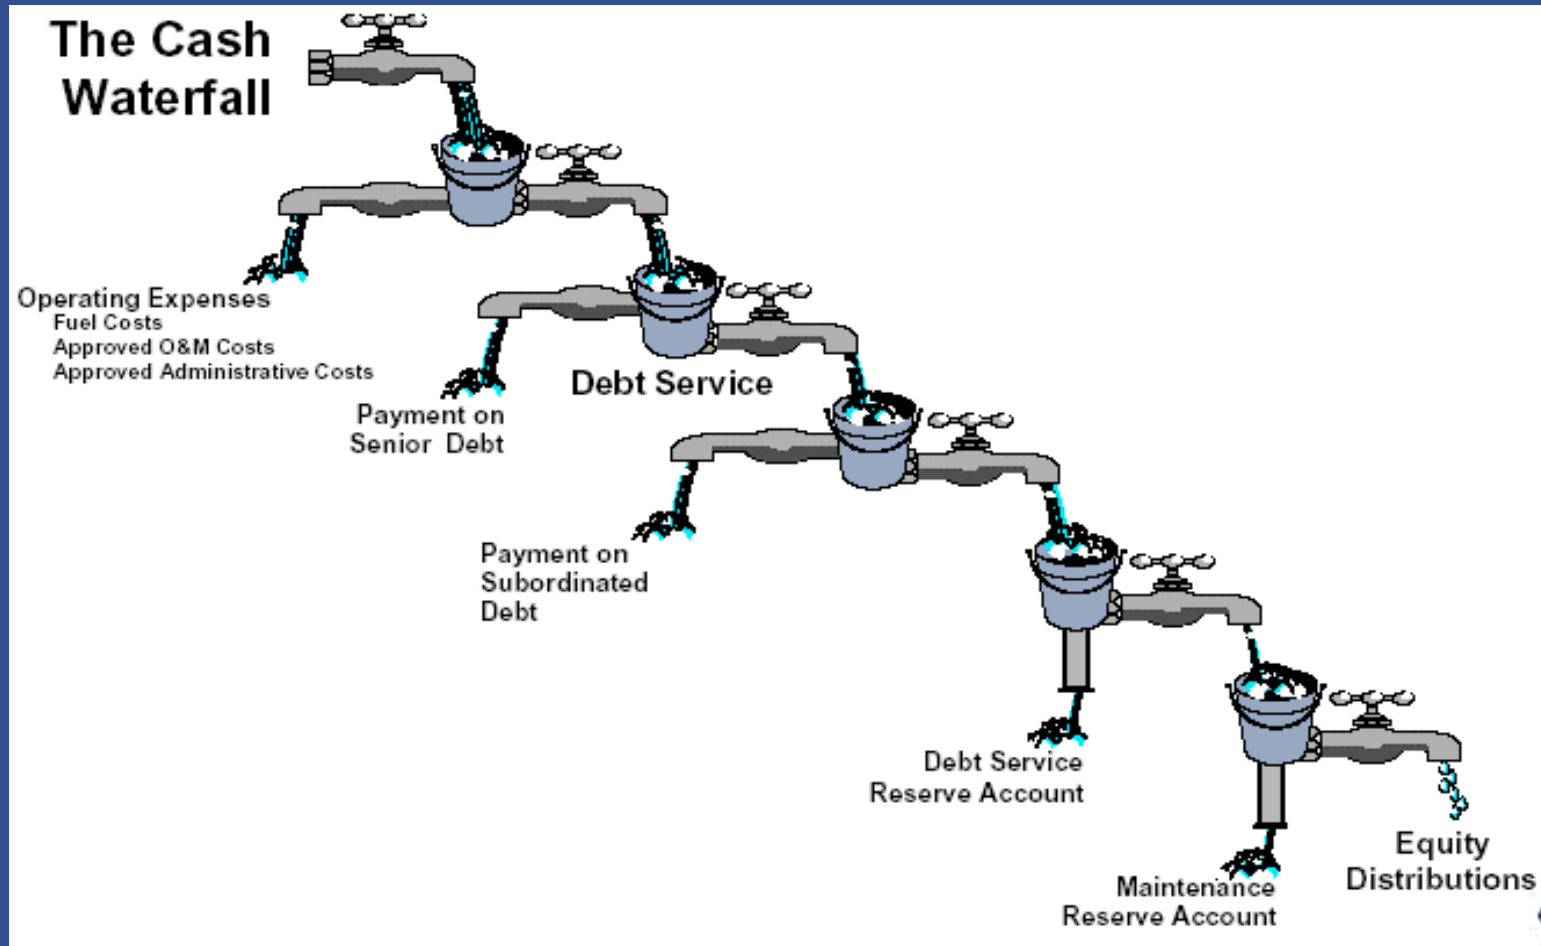 The Cash
Waterfall
Operating Expenses
Fuel Costs
Approved O&M Costs
Approved Administrative Costs
Debt Service
Payment on
Senior Debt
Payment on
Subordinated
Debt
Debt Service
Reserve Account
Equity
Distributions
Maintenance
Reserve Account